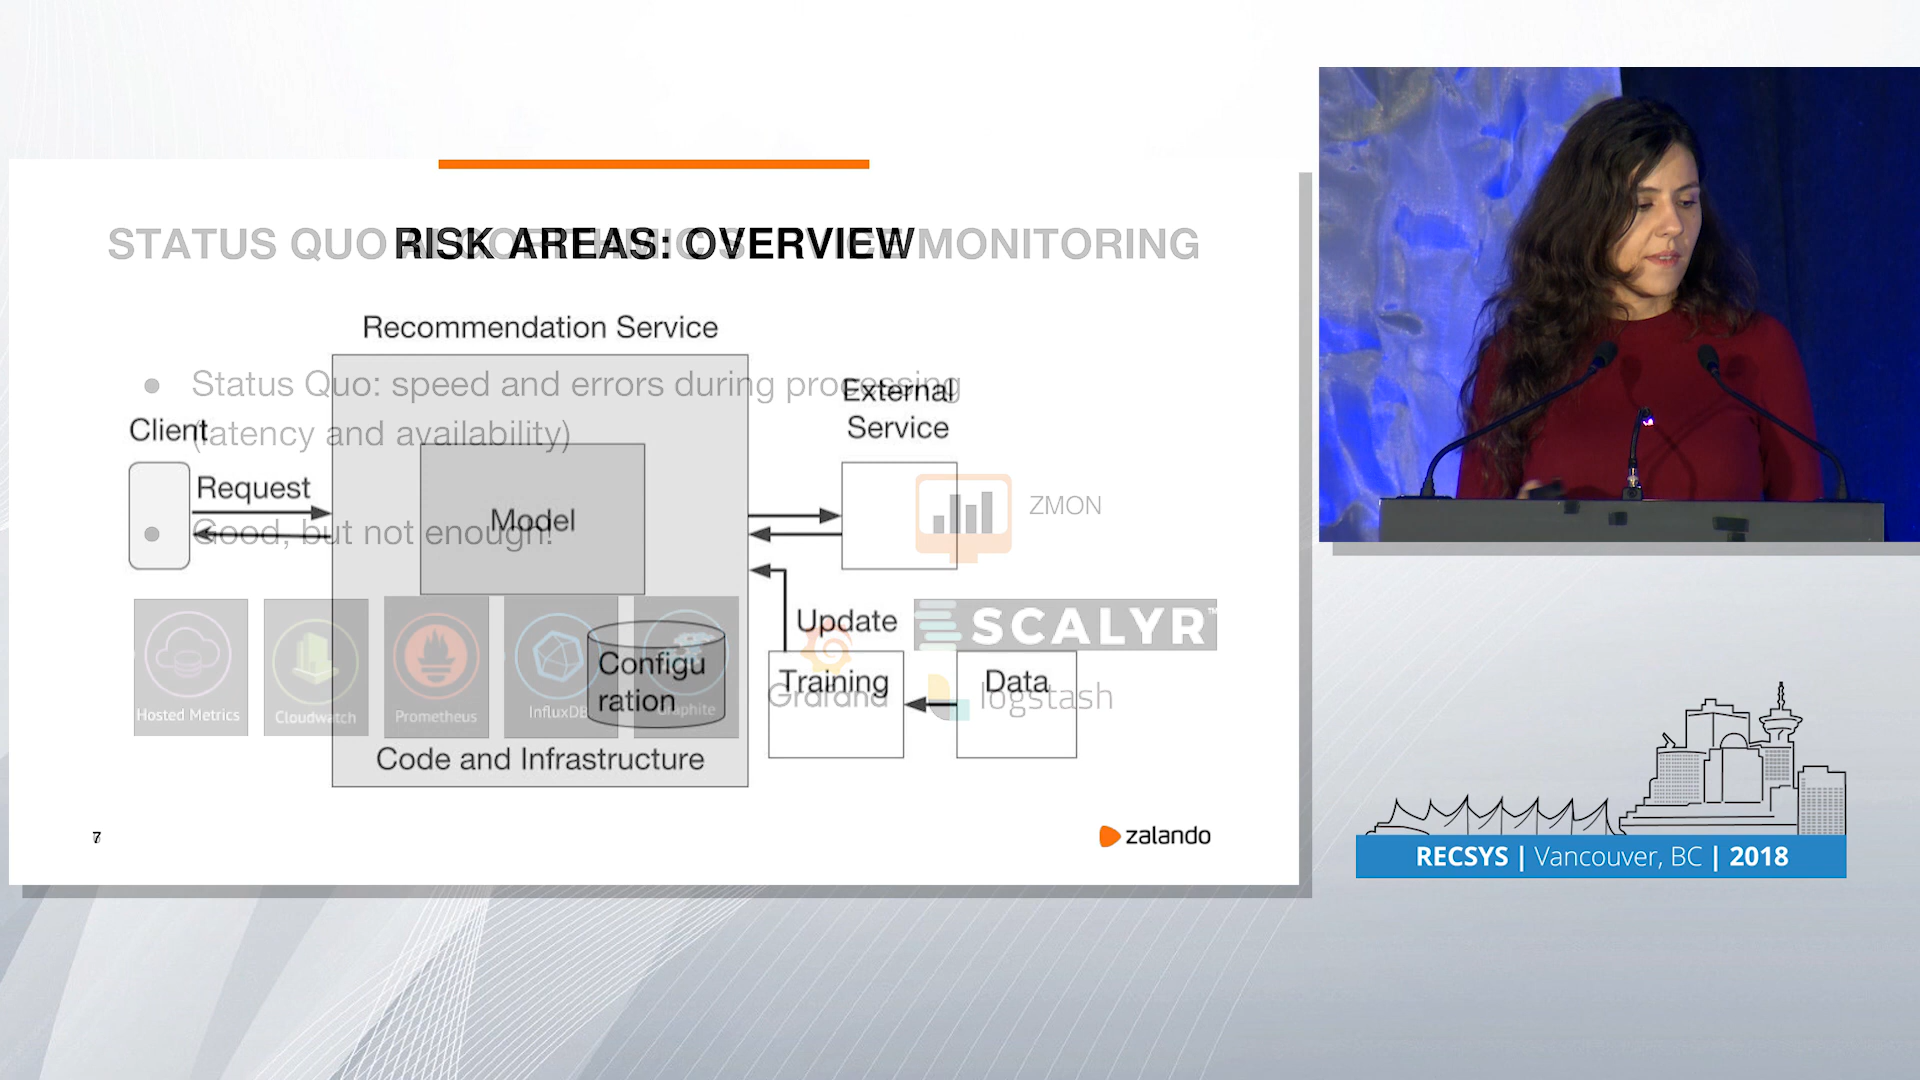 RISK AREAS: OVERVIEW
STATUS QUO MONITORING
Recommendation Service
Status Quo: speed and errors during processing
(latency and availability)
Good, but not enough!
Client
Request
Model
External
Service
ZMON
Update
SCALYR™
Configu
ration
Training
Data
Hosted Metrics
Cloudwatch
Prometheus
InfluxDB
Graphite
Grafana
logstash
Code and Infrastructure
7
zalando
RECSYS | Vancouver, BC | 2018